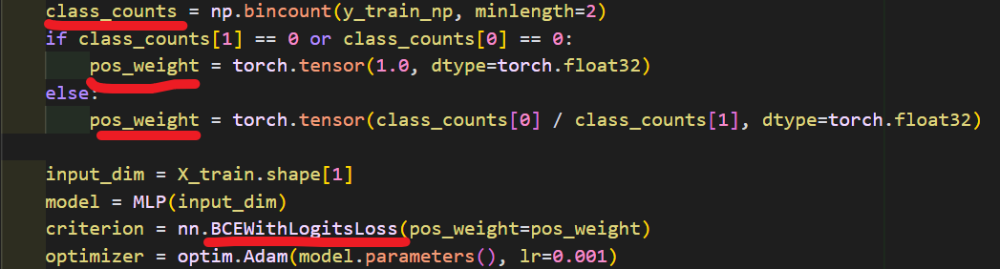 class_counts = np.bincount(y_train_np, minlength=2)
if class_counts[1] == 0 or class_counts[0] == 0:
pos_weight = torch.tensor(1.0, dtype=torch.float32)
else:
pos_weight = torch.tensor(class_counts[0] / class_counts[1], dtype=torch.float32)
input_dim = X_train.shape[1]
model = MLP(input_dim)
criterion = nn.BCEWithLogitsLoss(pos_weight=pos_weight)
optimizer = optim.Adam(model.parameters(), lr=0.001)